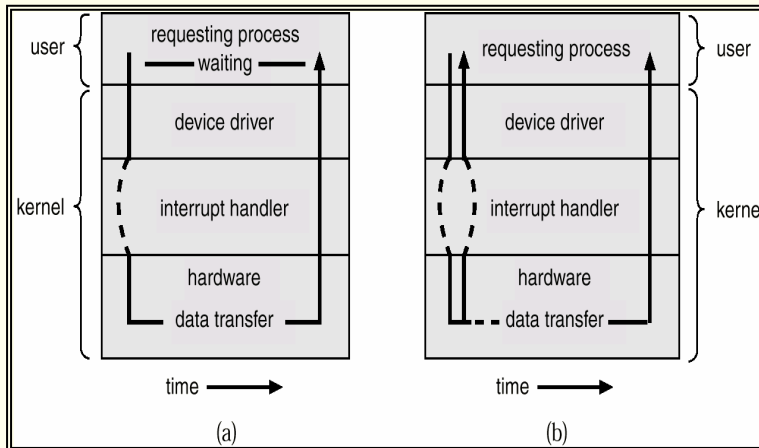 user
requesting process
waiting
device driver
kernel
interrupt handler
hardware
data transfer
time
(a)
requesting process
user
device driver
interrupt handler
kerne
hardware
data transfer
time
(b)